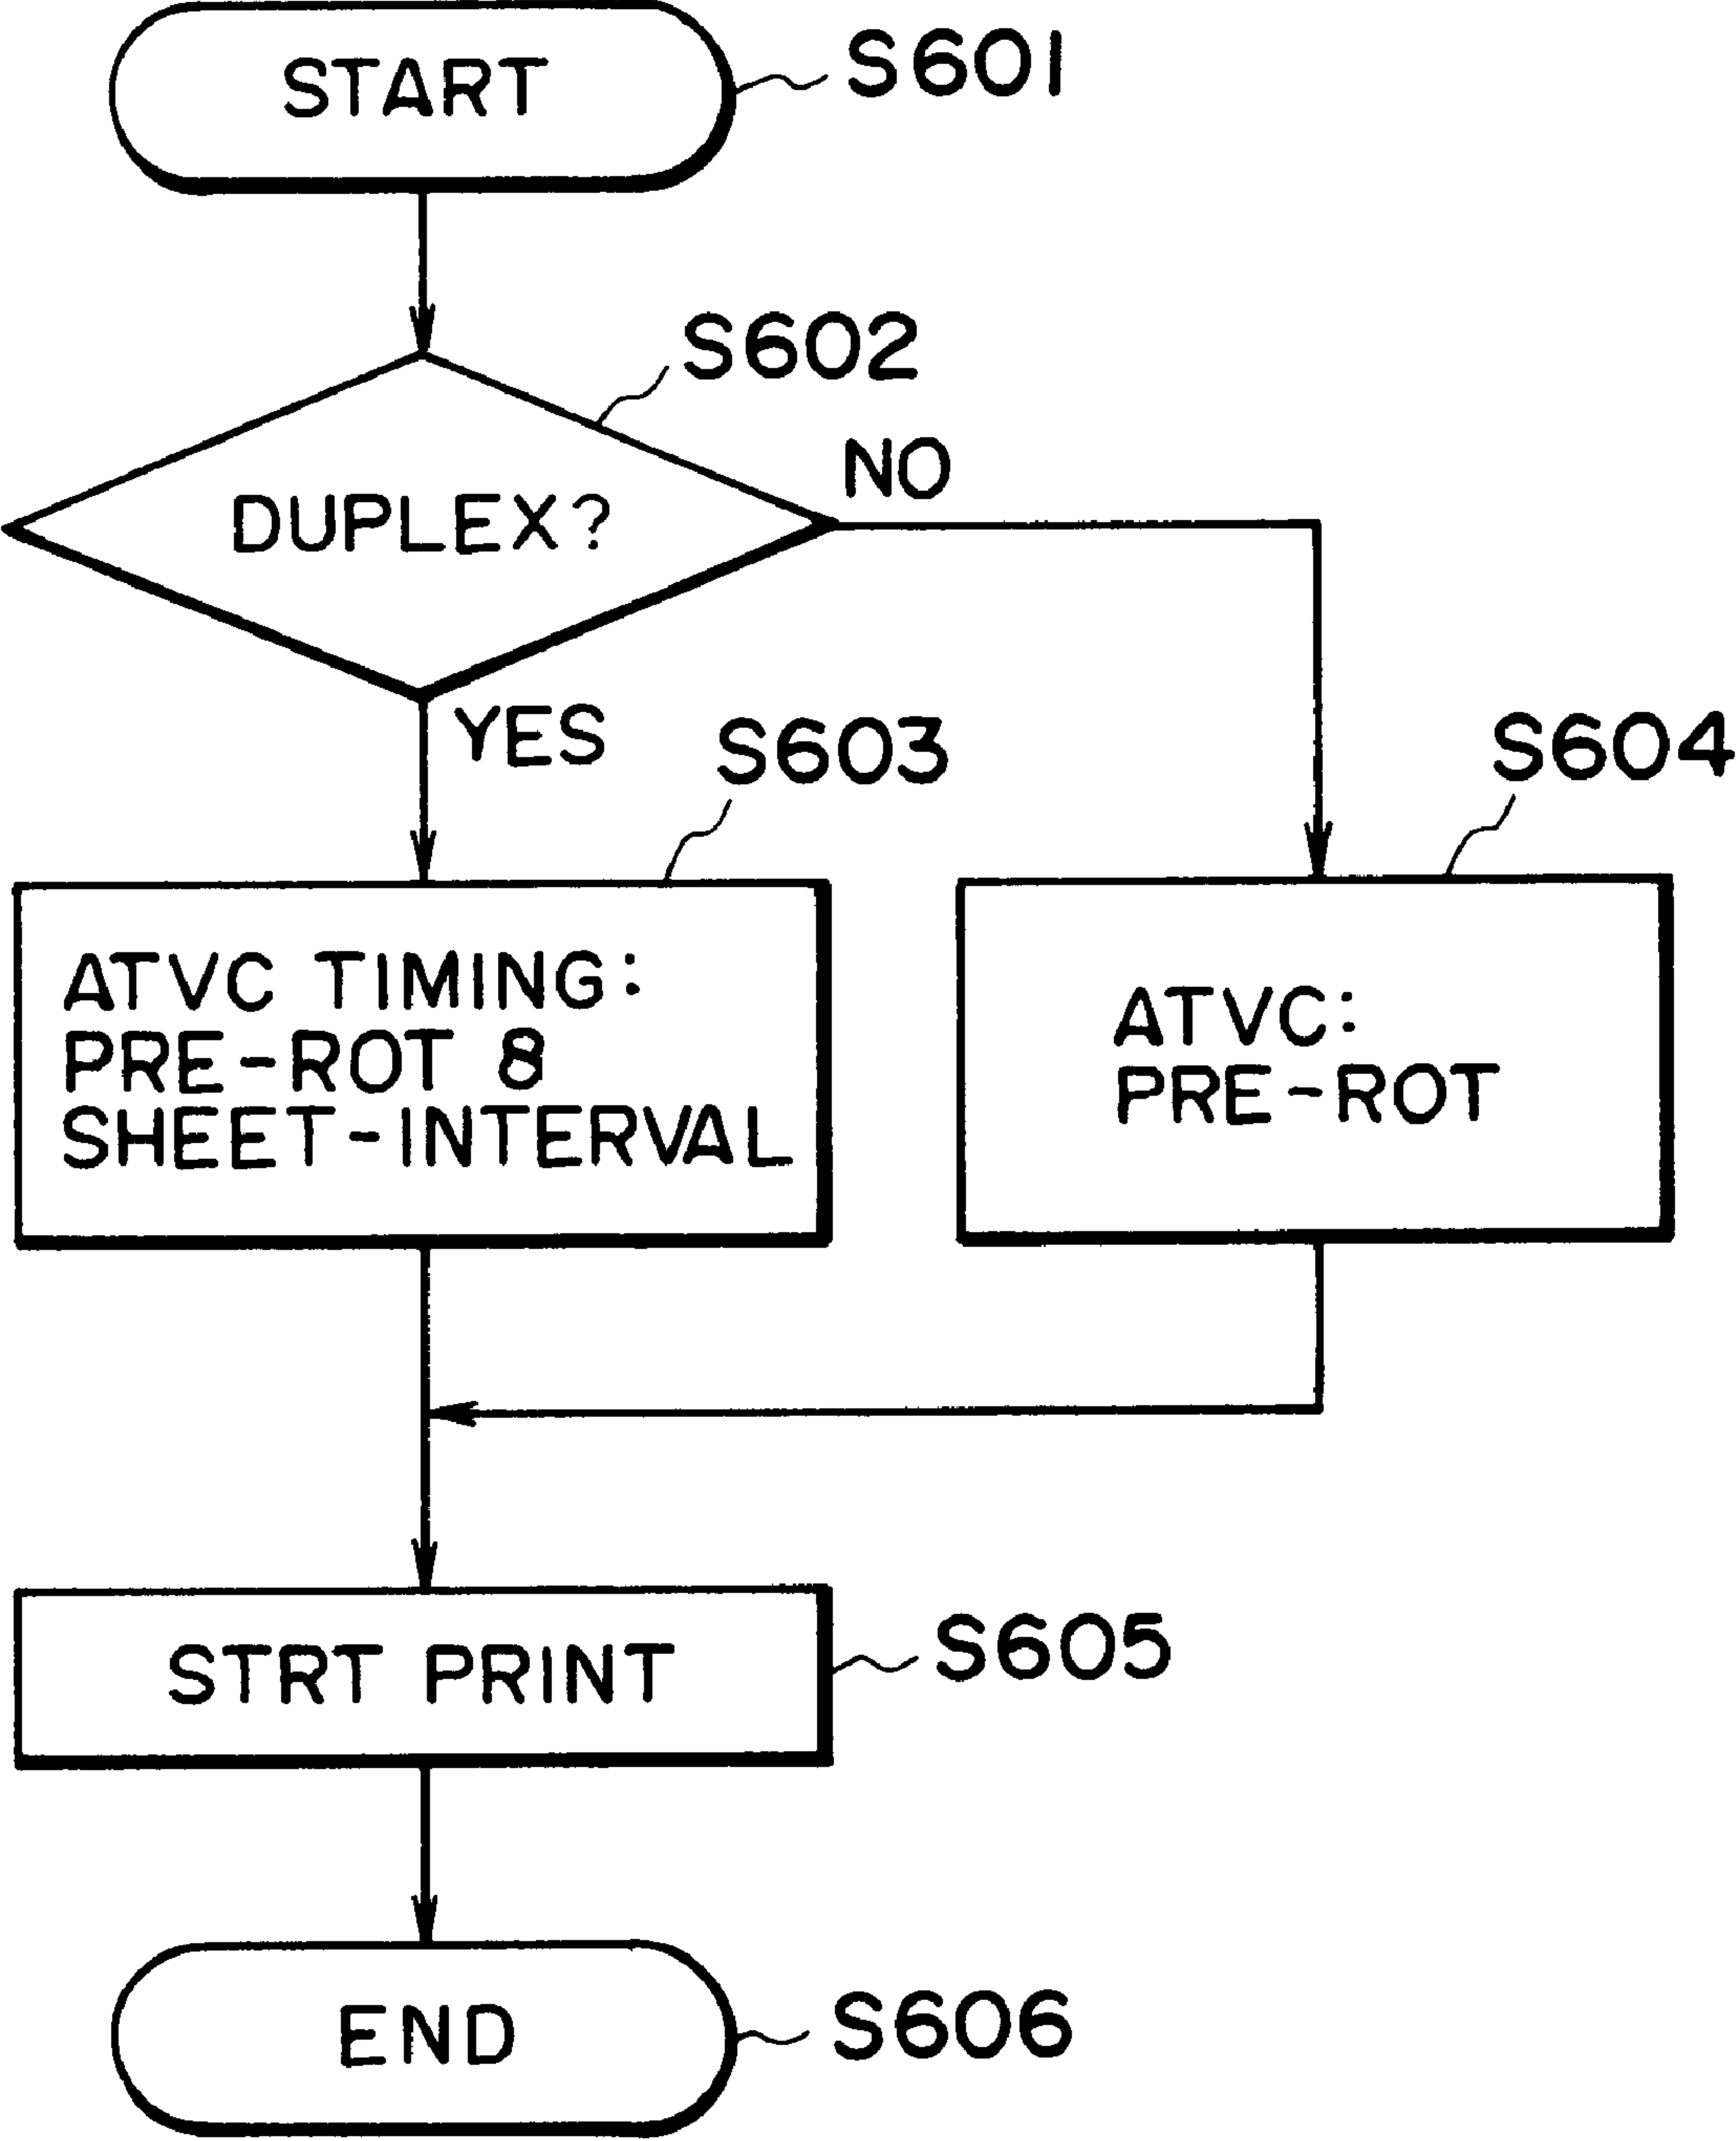 START
S601
S602
DUPLEX?
NO
YES
S603
S604
ATVC TIMING:
PRE-ROT &
SHEET-INTERVAL
ATVC:
PRE-ROT
STRT PRINT
S605
END
S606